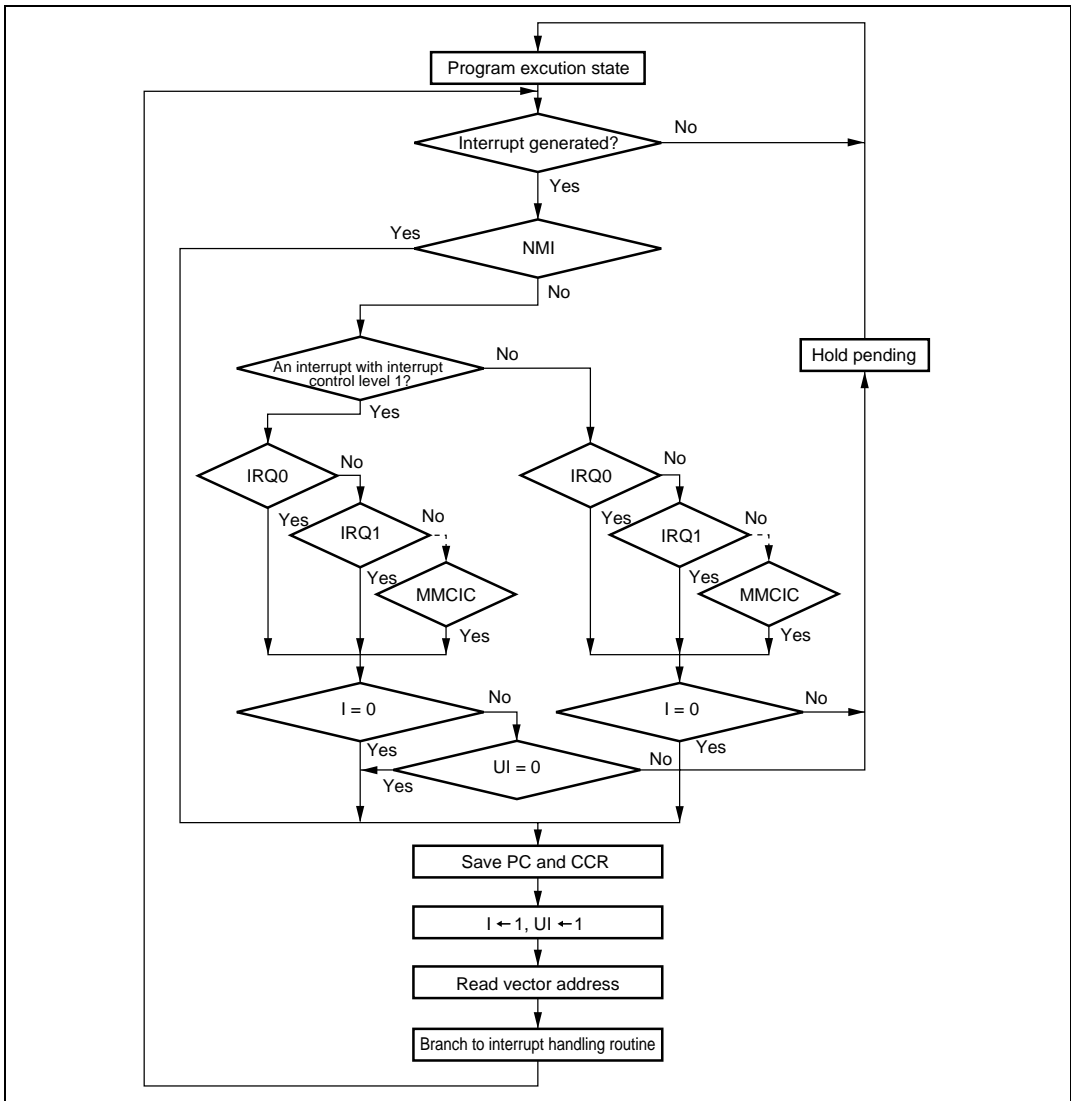 Program excution state
Interrupt generated?
No
Yes
Yes
NMI
No
An interrupt with interrupt
control level 1?
No
Hold pending
Yes
IRQ0
No
IRQ0
No
Yes
IRQ1
No
Yes
IRQ1
No
Yes
MMCIC
Yes
MMCIC
Yes
Yes
I = 0
No
I = 0
No
Yes
Yes
UI = 0
No
Yes
Save PC and CCR
I ← 1, UI ← 1
Read vector address
Branch to interrupt handling routine